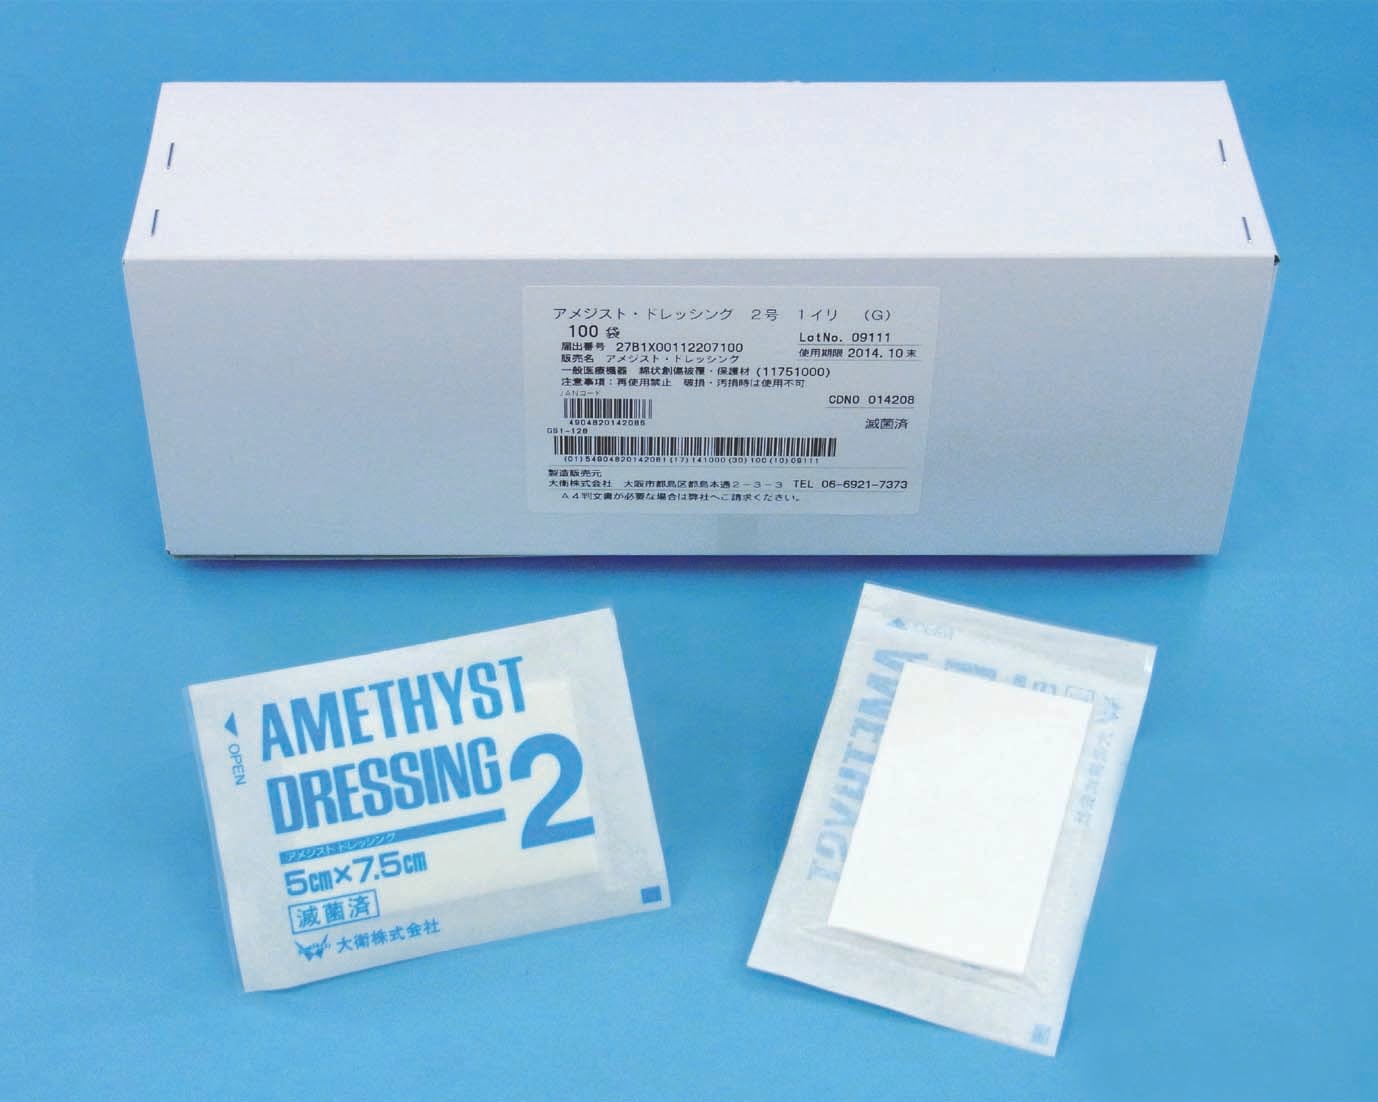 アメジスト・ドレッシング　2号　1イリ　(G)
100 袋
LotNo. 09111
届出番号 27B1X00112207100
使用期限 2014.10 末
販売名 アメジスト・ドレッシング
一般医療機器 綿状創傷被覆・保護材 (11751000)
注意事項：再使用禁止 破損・汚損時は使用不可
JANコード
CDNO 014208
4904820142085
滅菌済
GS1-128
(01)54904820142081(17)141000(30)100(10)09111
製造販売元
大衛株式会社 大阪市都島区都島本通2-3-3 TEL 06-6921-7373
A4判文書が必要な場合は弊社へご請求ください。
OPEN
AMETHYST
DRESSING 2
アメジスト ドレッシング
5cm×7.5cm
滅菌済
大衛株式会社
OPEN
大衛株式会社